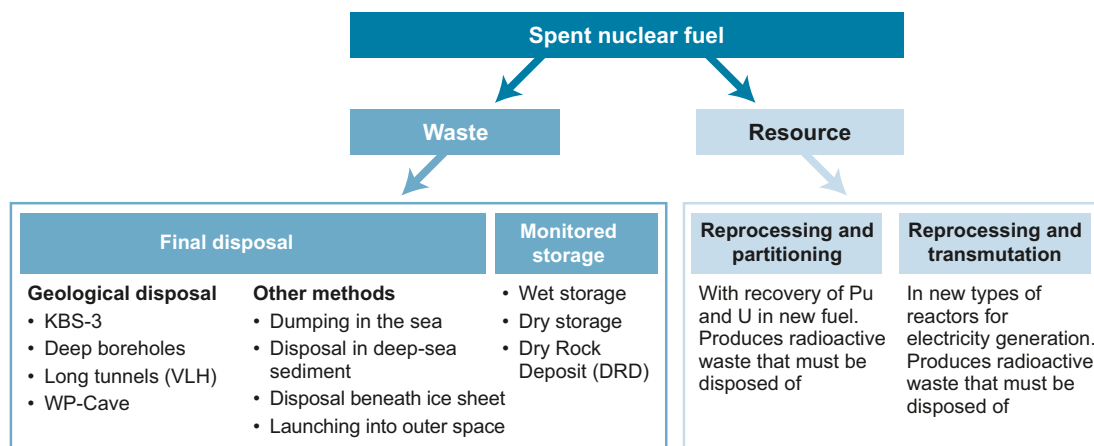 Spent nuclear fuel
Waste
Resource
Final disposal
Monitored
storage
Geological disposal
• KBS-3
• Deep boreholes
• Long tunnels (VLH)
• WP-Cave
Other methods
• Dumping in the sea
• Disposal in deep-sea
sediment
• Disposal beneath ice sheet
• Launching into outer space
• Wet storage
• Dry storage
• Dry Rock
Deposit (DRD)
Reprocessing and
partitioning
With recovery of Pu
and U in new fuel.
Produces radioactive
waste that must be
disposed of
Reprocessing and
transmutation
In new types of
reactors for
electricity generation.
Produces radioactive
waste that must be
disposed of